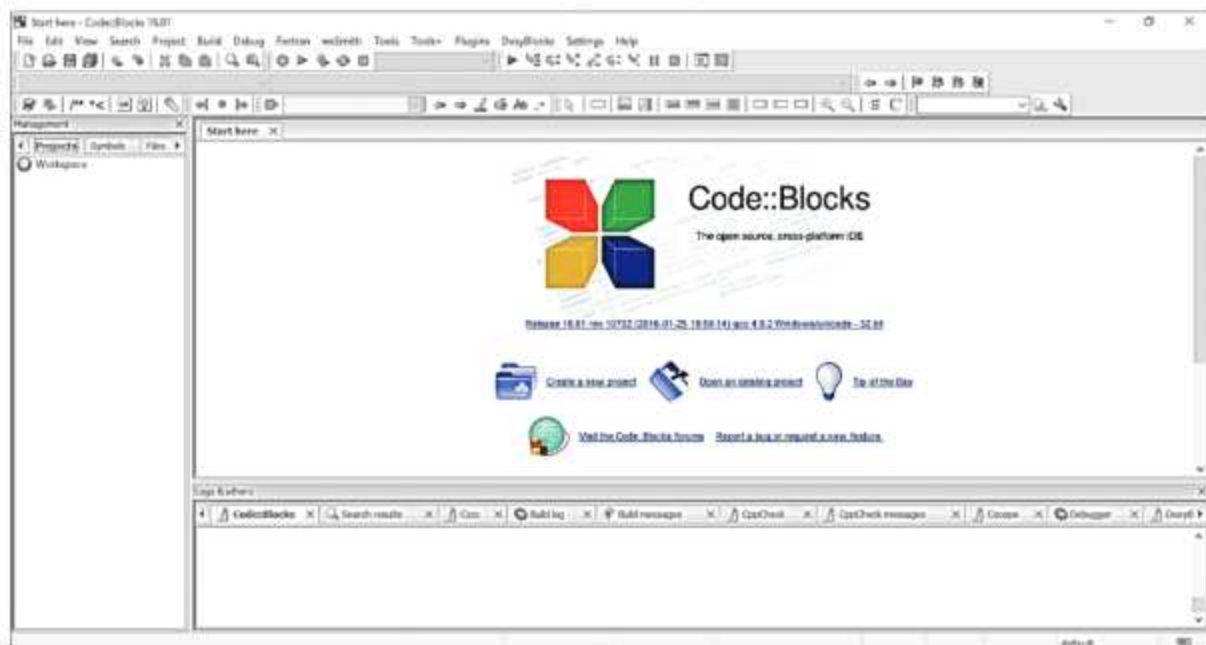 Start here - Code::Blocks 16.01
File Edit View Search Project Build Debug Fortran wxSmith Tools Tools+ Plugins DoxyBlocks Settings Help
Management
Projects Symbols Files
Workspace
Start here
Code::Blocks
The open source, cross-platform IDE
Release 16.01 rev 10702 (2016-01-25 19:50:14) gcc 4.9.2 Windows/unicode - 32 bit
Create a new project Open an existing project Tip of the Day
Visit the Code::Blocks forums Report a bug or request a new feature
Logs & others
Code::Blocks Search results Cccc Build log Build messages CppCheck CppCheck messages Cscope Debugger DoxyB
default